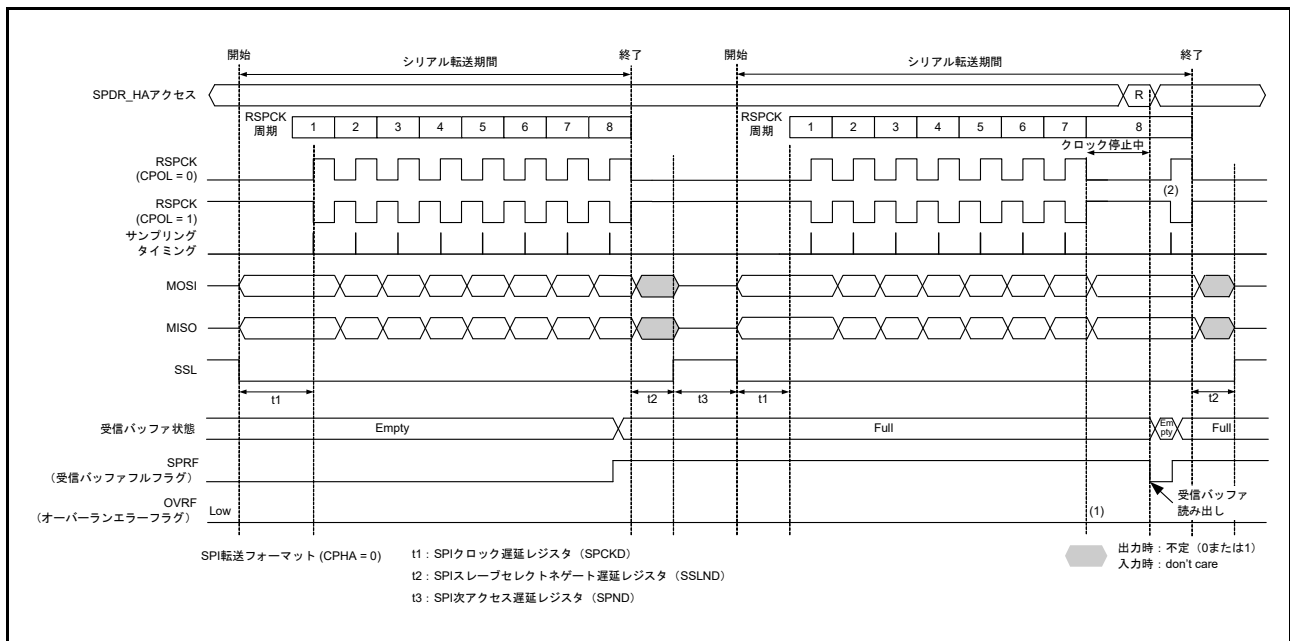 開始 シリアル転送期間 終了 開始 シリアル転送期間 終了
SPDR_HAアクセス R
RSPCK
周期 1 2 3 4 5 6 7 8 RSPCK
周期 1 2 3 4 5 6 7 8
クロック停止中
RSPCK
(CPOL = 0)
(2)
RSPCK
(CPOL = 1)
サンプリング
タイミング
MOSI
MISO
SSL
t1 t2 t3 t1 t2
受信バッファ状態 Empty Full Em
pty Full
SPRF
（受信バッファフルフラグ）
受信バッファ
読み出し
OVRF
（オーバーランエラーフラグ） Low (1)
SPI転送フォーマット (CPHA = 0)
t1：SPIクロック遅延レジスタ（SPCKD）
t2：SPIスレーブセレクトネゲート遅延レジスタ（SSLND）
t3：SPI次アクセス遅延レジスタ（SPND）
出力時：不定（0または1）
入力時：don't care